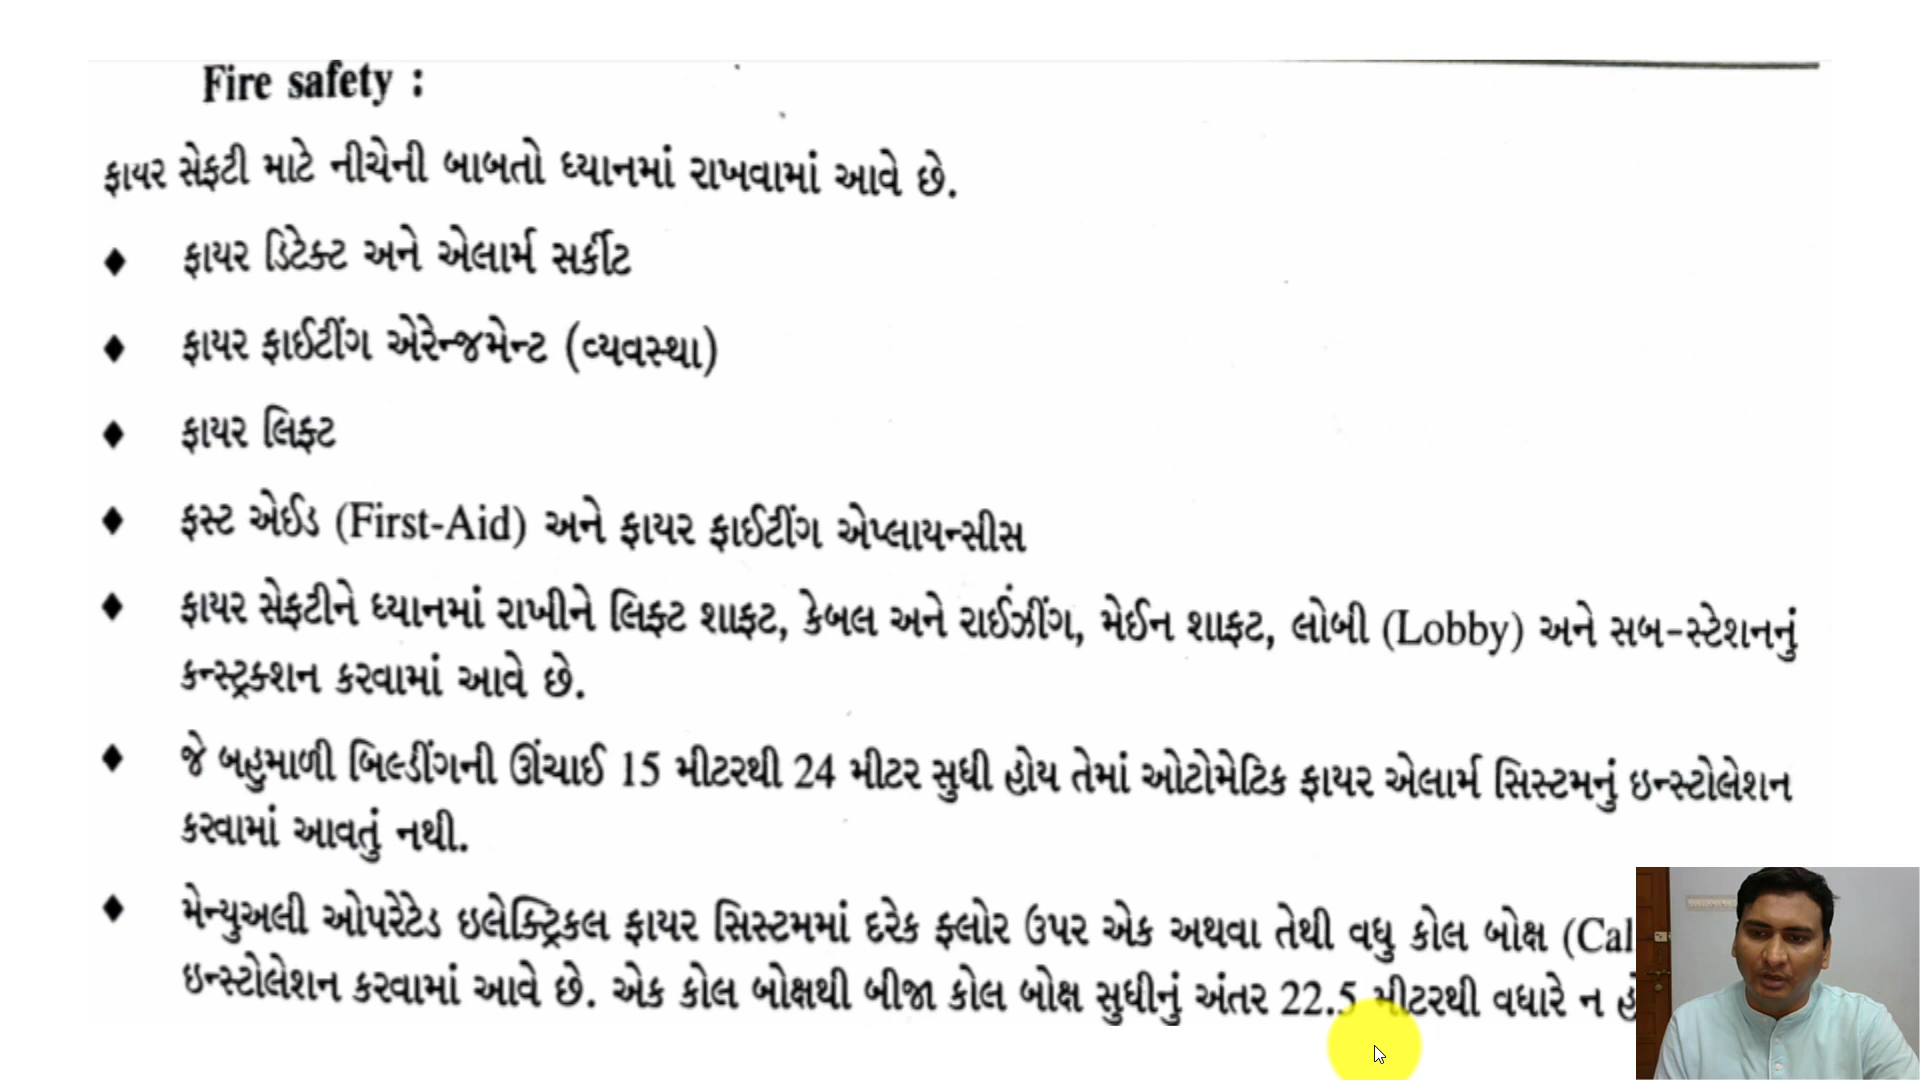 Fire safety :
ફાયર સેફટી માટે નીચેની બાબતો ધ્યાનમાં રાખવામાં આવે છે.
♦ ફાયર ડિટેક્ટ અને એલાર્મ સર્કીટ
♦ ફાયર ફાઈટીંગ એરેન્જમેન્ટ (વ્યવસ્થા)
♦ ફાયર લિફ્ટ
♦ ફસ્ટ એઈડ (First-Aid) અને ફાયર ફાઈટીંગ એપ્લાયન્સીસ
♦ ફાયર સેફટીને ધ્યાનમાં રાખીને લિફ્ટ શાફ્ટ, કેબલ અને રાઈઝીંગ, મેઈન શાફ્ટ, લોબી (Lobby) અને સબ-સ્ટેશનનું
કન્સ્ટ્રક્શન કરવામાં આવે છે.
♦ જે બહુમાળી બિલ્ડીંગની ઊંચાઈ 15 મીટરથી 24 મીટર સુધી હોય તેમાં ઓટોમેટિક ફાયર એલાર્મ સિસ્ટમનું ઇન્સ્ટોલેશન
કરવામાં આવતું નથી.
♦ મેન્યુઅલી ઓપરેટેડ ઇલેક્ટ્રિકલ ફાયર સિસ્ટમમાં દરેક ફ્લોર ઉપર એક અથવા તેથી વધુ કોલ બોક્ષ (Cal
ઇન્સ્ટોલેશન કરવામાં આવે છે. એક કોલ બોક્ષથી બીજા કોલ બોક્ષ સુધીનું અંતર 22.5 મીટરથી વધારે ન